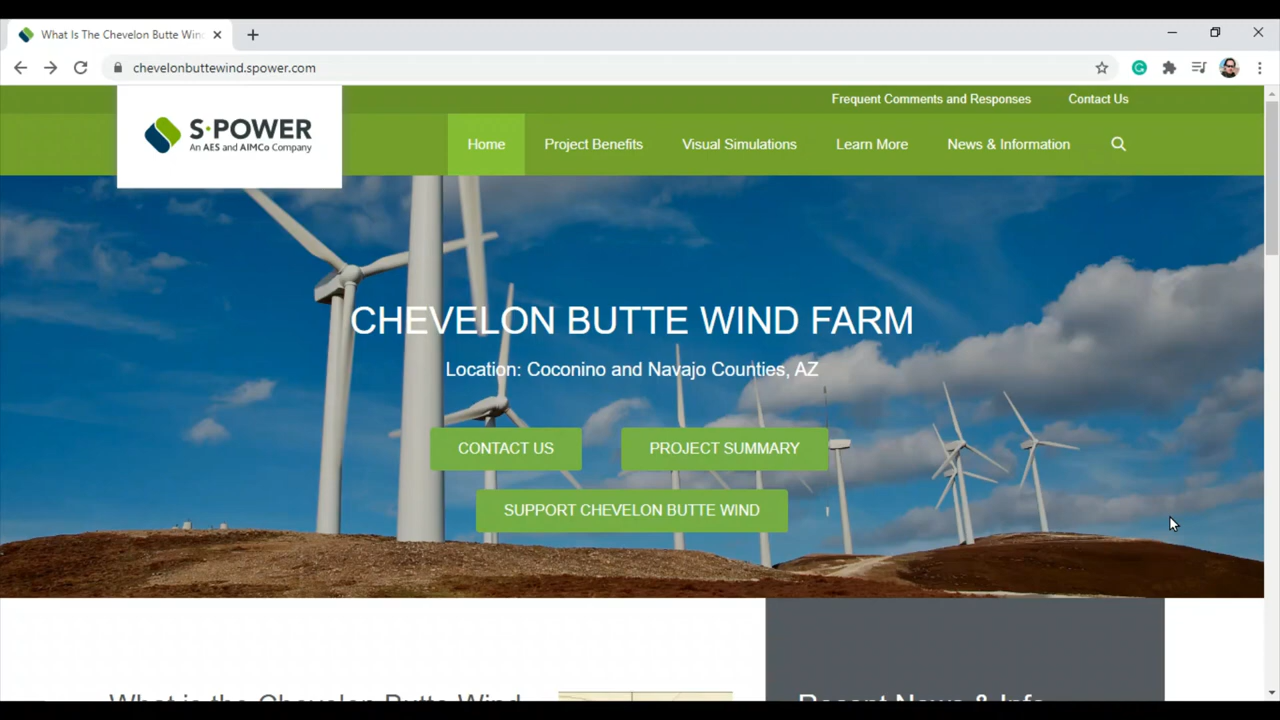 What Is The Chevelon Butte Win
chevelonbuttewind.spower.com
Frequent Comments and Responses
Contact Us
S·POWER
An AES and AIMCo Company
Home
Project Benefits
Visual Simulations
Learn More
News & Information
CHEVELON BUTTE WIND FARM
Location: Coconino and Navajo Counties, AZ
CONTACT US
PROJECT SUMMARY
SUPPORT CHEVELON BUTTE WIND
What is the Chevelon Butte Wind
Recent News & Info